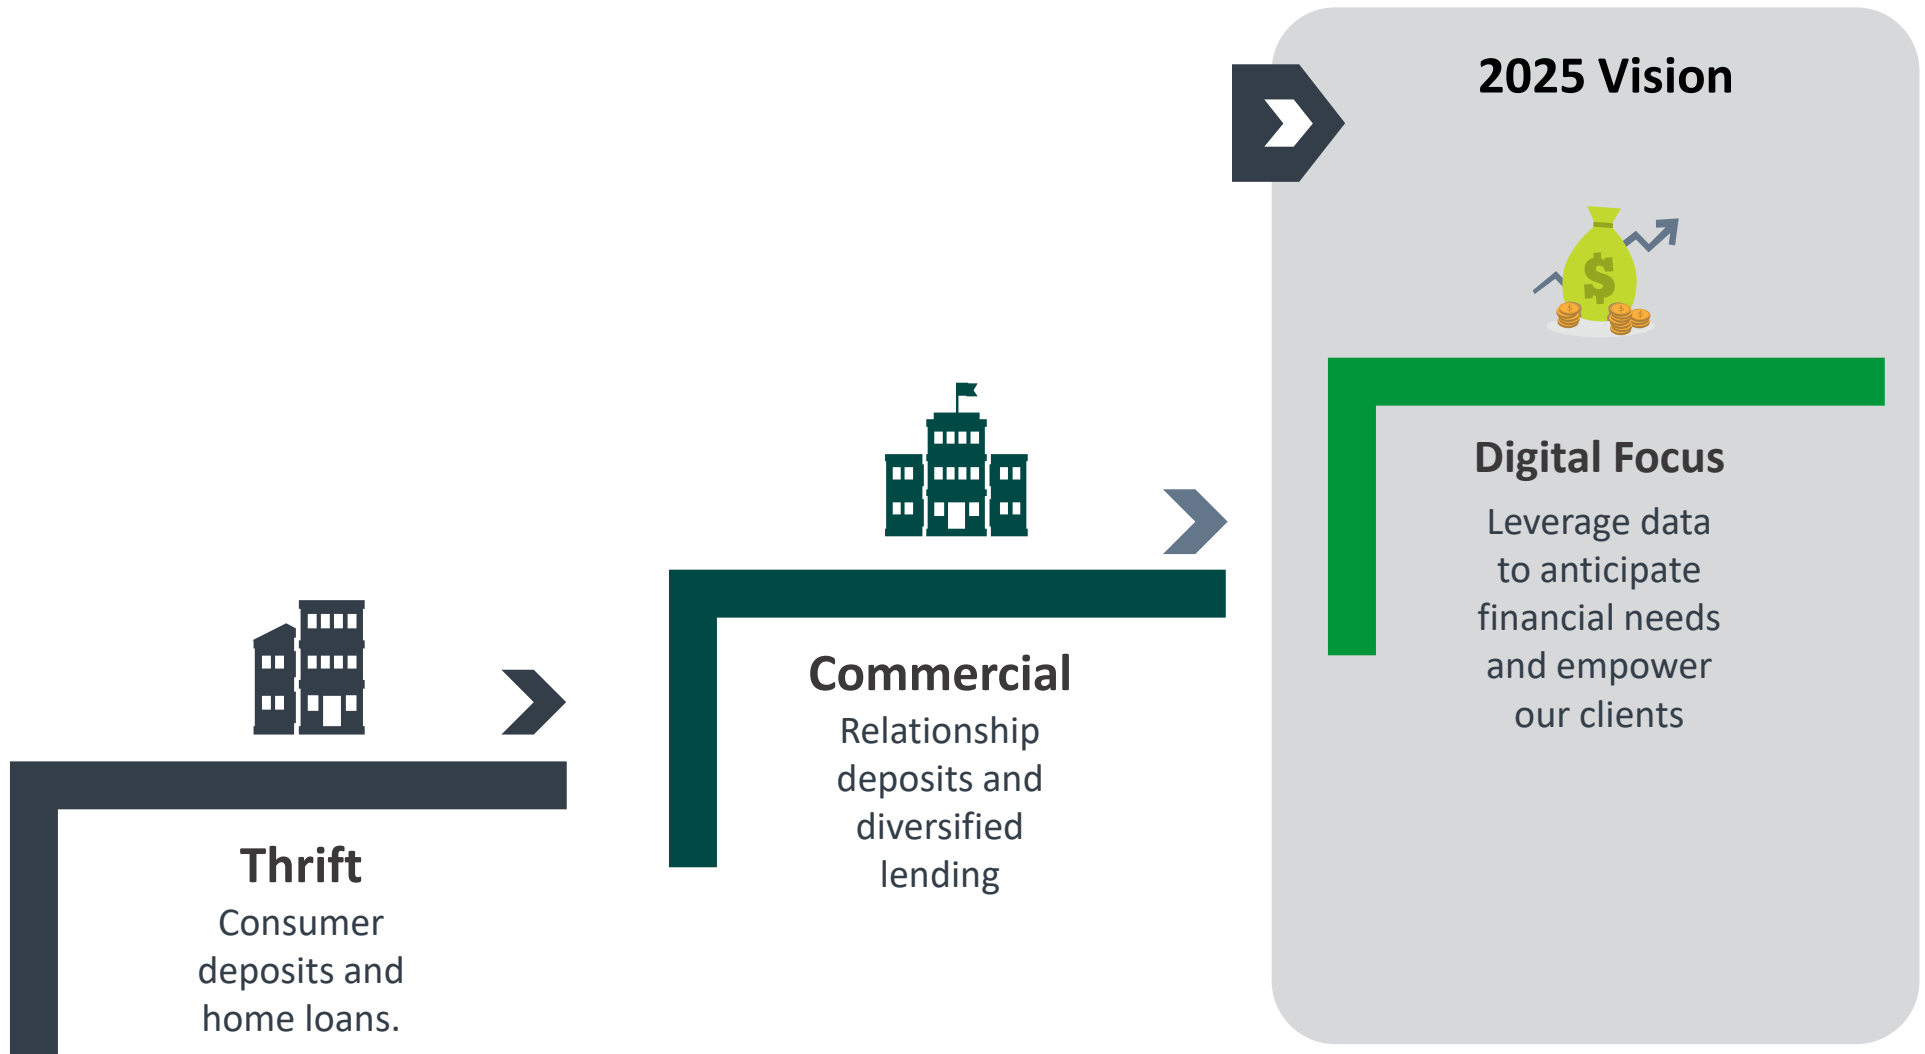 2025 Vision
Thrift
Consumer
deposits and
home loans.
Commercial
Relationship
deposits and
diversified
lending
$
Digital Focus
Leverage data
to anticipate
financial needs
and empower
our clients